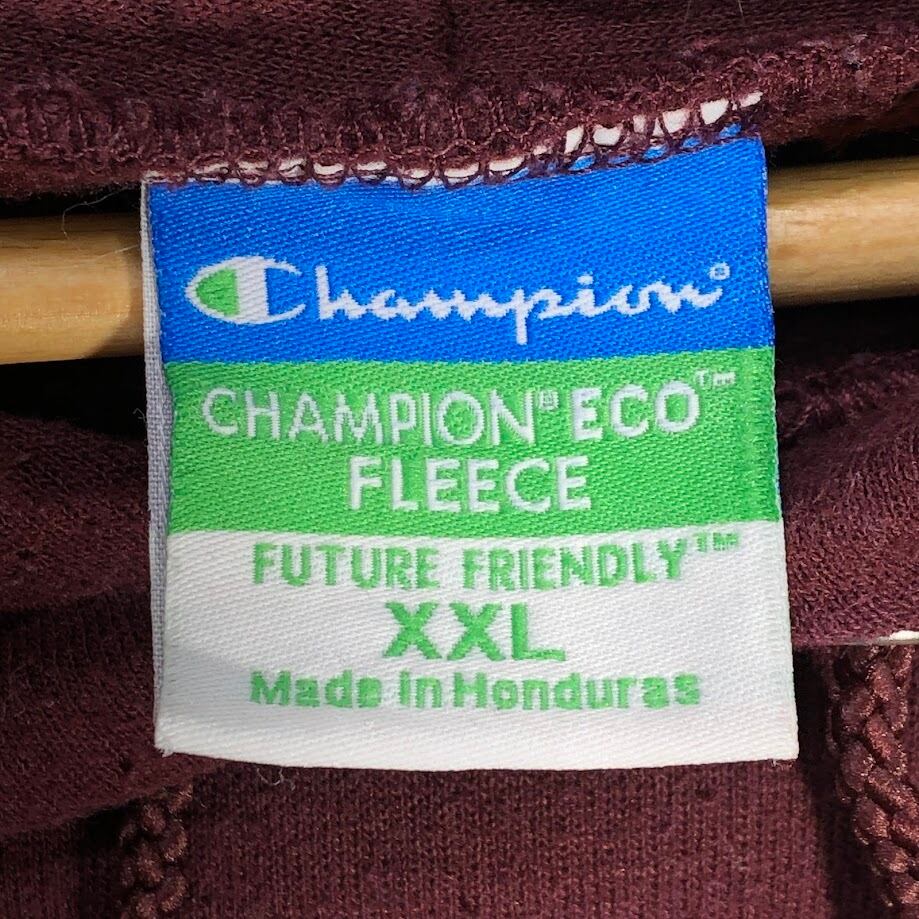 Champion®
CHAMPION® ECO™
FLEECE
FUTURE FRIENDLY™
XXL
Made in Honduras